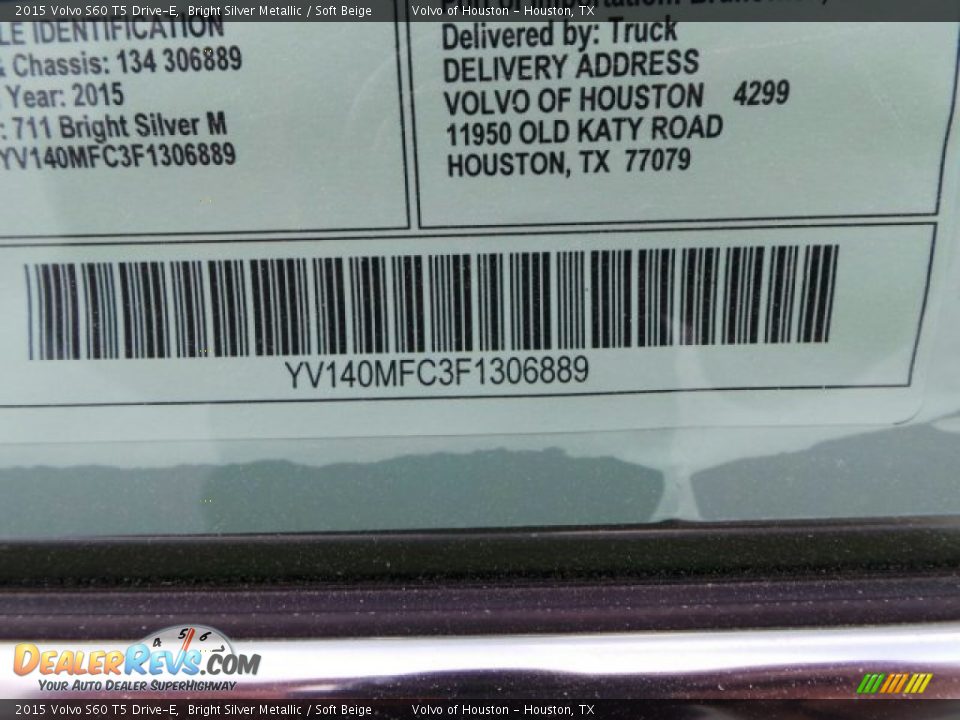 2015 Volvo S60 T5 Drive-E, Bright Silver Metallic / Soft Beige Volvo of Houston - Houston, TX
LE IDENTIFICATION
& Chassis: 134 306889
Year: 2015
: 711 Bright Silver M
YV140MFC3F1306889
Delivered by: Truck
DELIVERY ADDRESS
VOLVO OF HOUSTON 4299
11950 OLD KATY ROAD
HOUSTON, TX 77079
YV140MFC3F1306889
4 5 6
DealerRevs.com
Your Auto Dealer SuperHighway
2015 Volvo S60 T5 Drive-E, Bright Silver Metallic / Soft Beige Volvo of Houston - Houston, TX